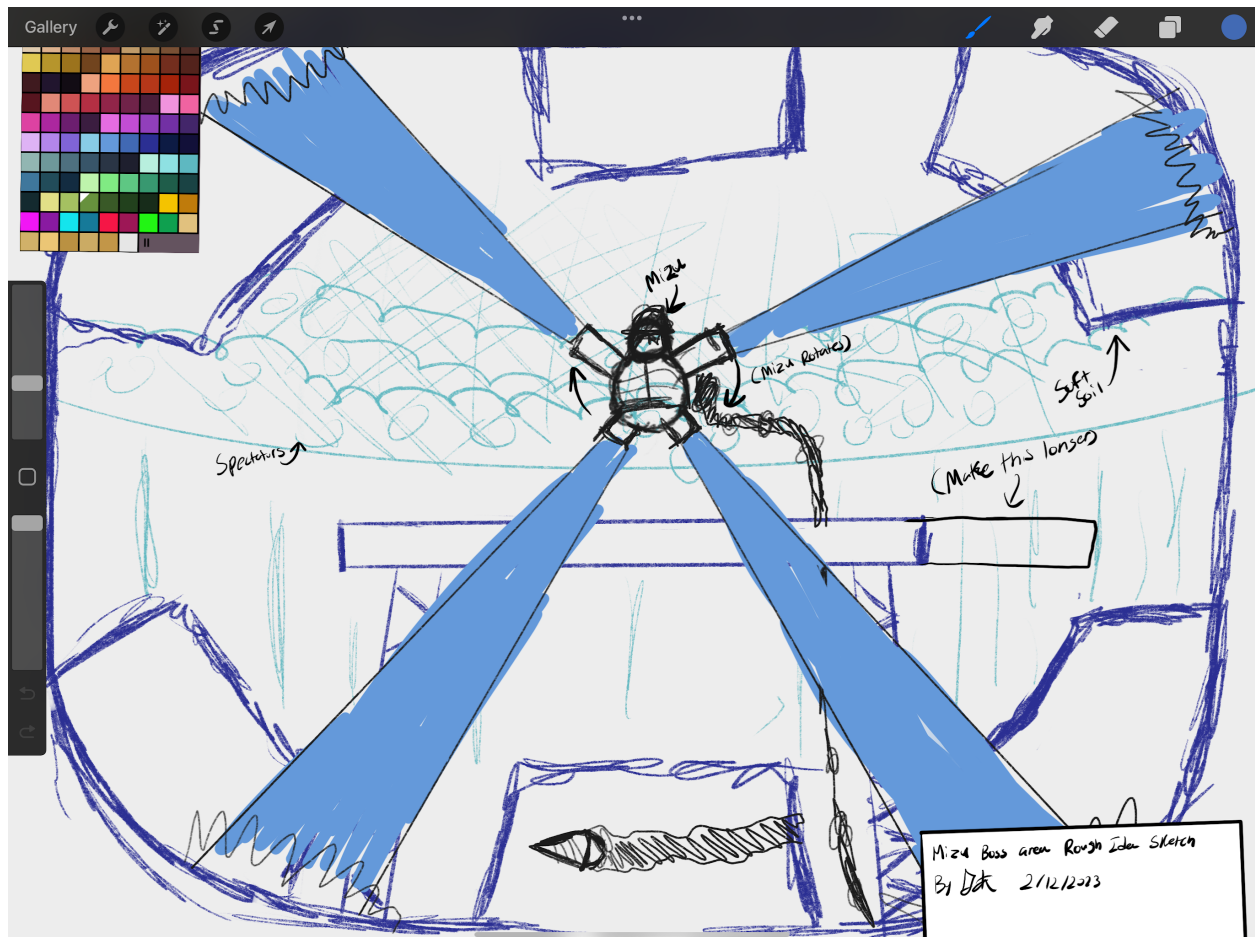 Gallery
Mizu
(Mizu Rotates)
Soft
Soil
Spectators
(Make this longer)
Mizu Boss area Rough Idea Sketch
By
2/12/2023